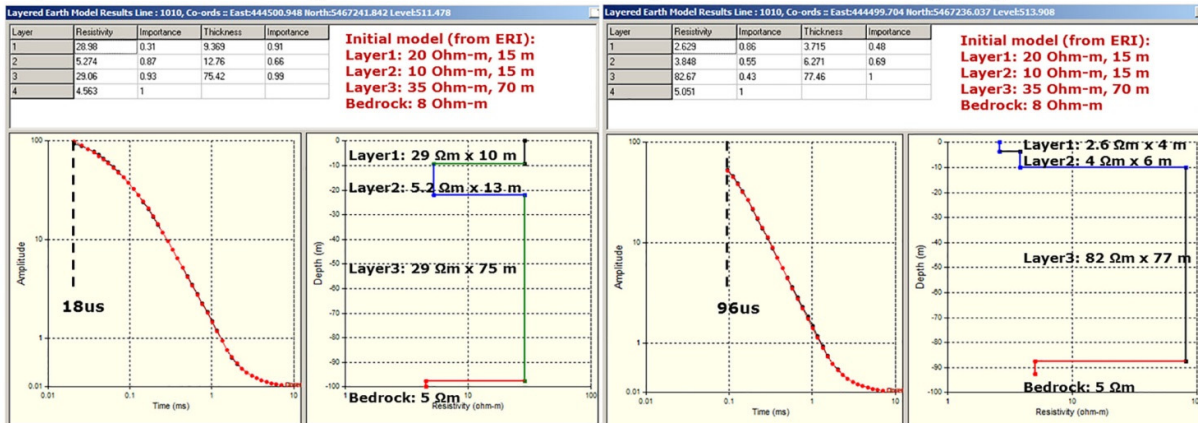 Layered Earth Model Results Line : 1010, Co-ords :: East:444500.948 North:5467241.842 Level:511.478
Layer Resistivity Importance Thickness Importance
1 28.98 0.31 9.369 0.91
2 5.274 0.87 12.76 0.66
3 29.06 0.93 75.42 0.99
4 4.563 1
Initial model (from ERI):
Layer1: 20 Ohm-m, 15 m
Layer2: 10 Ohm-m, 15 m
Layer3: 35 Ohm-m, 70 m
Bedrock: 8 Ohm-m
100
10
1
0.01
Amplitude
18us
0.01 0.1 1 10
Time (ms)
0
-10
-20
-30
-40
-50
-60
-70
-80
-90
-100
Depth (m)
Layer1: 29 Ωm x 10 m
Layer2: 5.2 Ωm x 13 m
Layer3: 29 Ωm x 75 m
Bedrock: 5 Ωm
1 10 100
Resistivity (ohm-m)
Layered Earth Model Results Line : 1010, Co-ords :: East:444499.704 North:5467236.037 Level:513.908
Layer Resistivity Importance Thickness Importance
1 2.629 0.86 3.715 0.48
2 3.848 0.55 6.271 0.69
3 82.67 0.43 77.46 1
4 5.051 1
Initial model (from ERI):
Layer1: 20 Ohm-m, 15 m
Layer2: 10 Ohm-m, 15 m
Layer3: 35 Ohm-m, 70 m
Bedrock: 8 Ohm-m
100
10
1
0.01
Amplitude
96us
0.01 0.1 1 10
Time (ms)
0
-10
-20
-30
-40
-50
-60
-70
-80
-90
-100
Depth (m)
Layer1: 2.6 Ωm x 4 m
Layer2: 4 Ωm x 6 m
Layer3: 82 Ωm x 77 m
Bedrock: 5 Ωm
1 10
Resistivity (ohm-m)